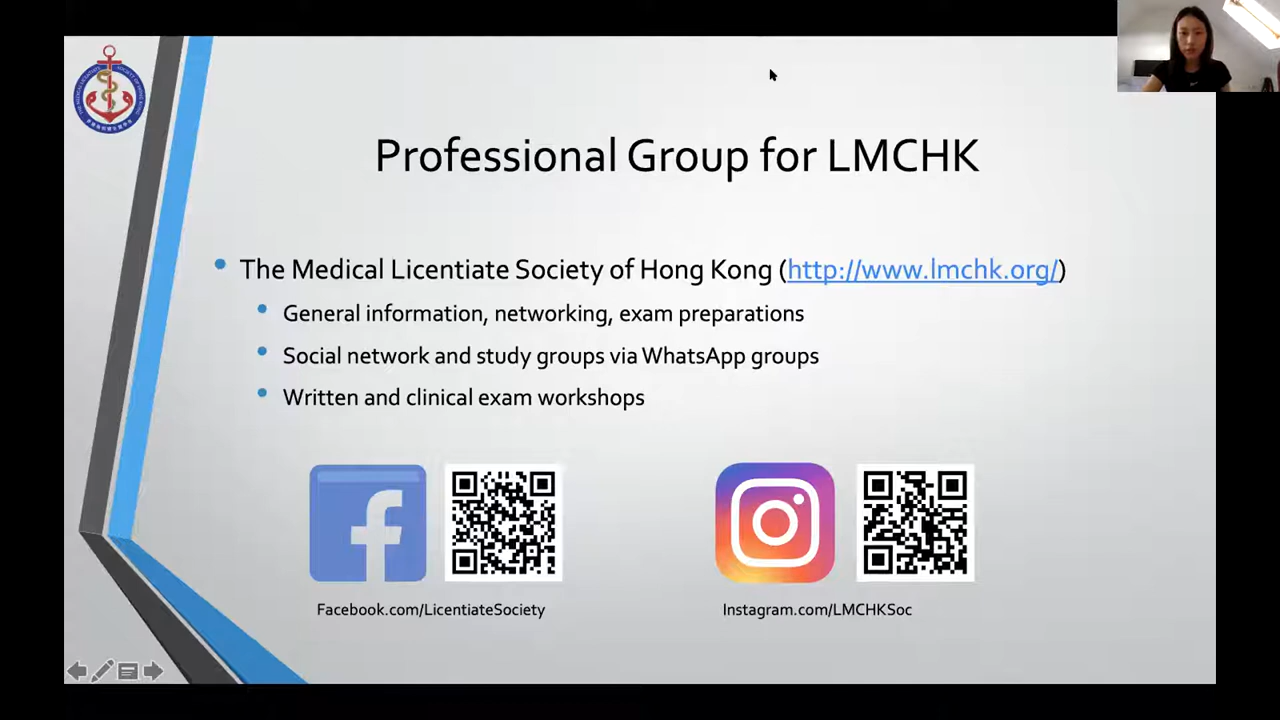 Professional Group for LMCHK
The Medical Licentiate Society of Hong Kong (http://www.lmchk.org/)
General information, networking, exam preparations
Social network and study groups via WhatsApp groups
Written and clinical exam workshops
Facebook.com/LicentiateSociety
Instagram.com/LMCHKSoc